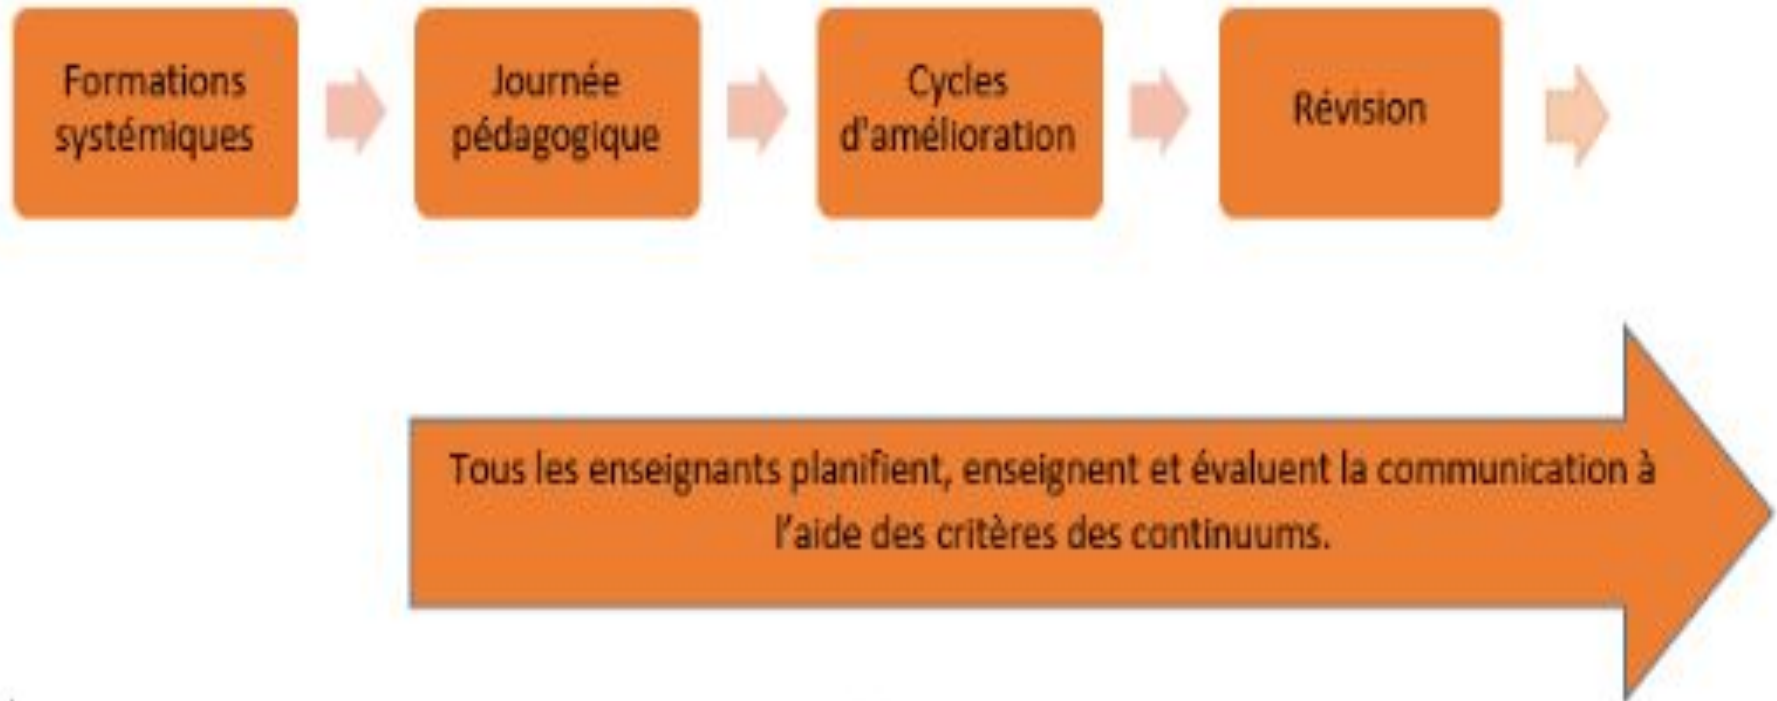 Formations
systémiques
Journée
pédagogique
Cycles
d'amélioration
Révision
Tous les enseignants planifient, enseignent et évaluent la communication à
l'aide des critères des continuums.